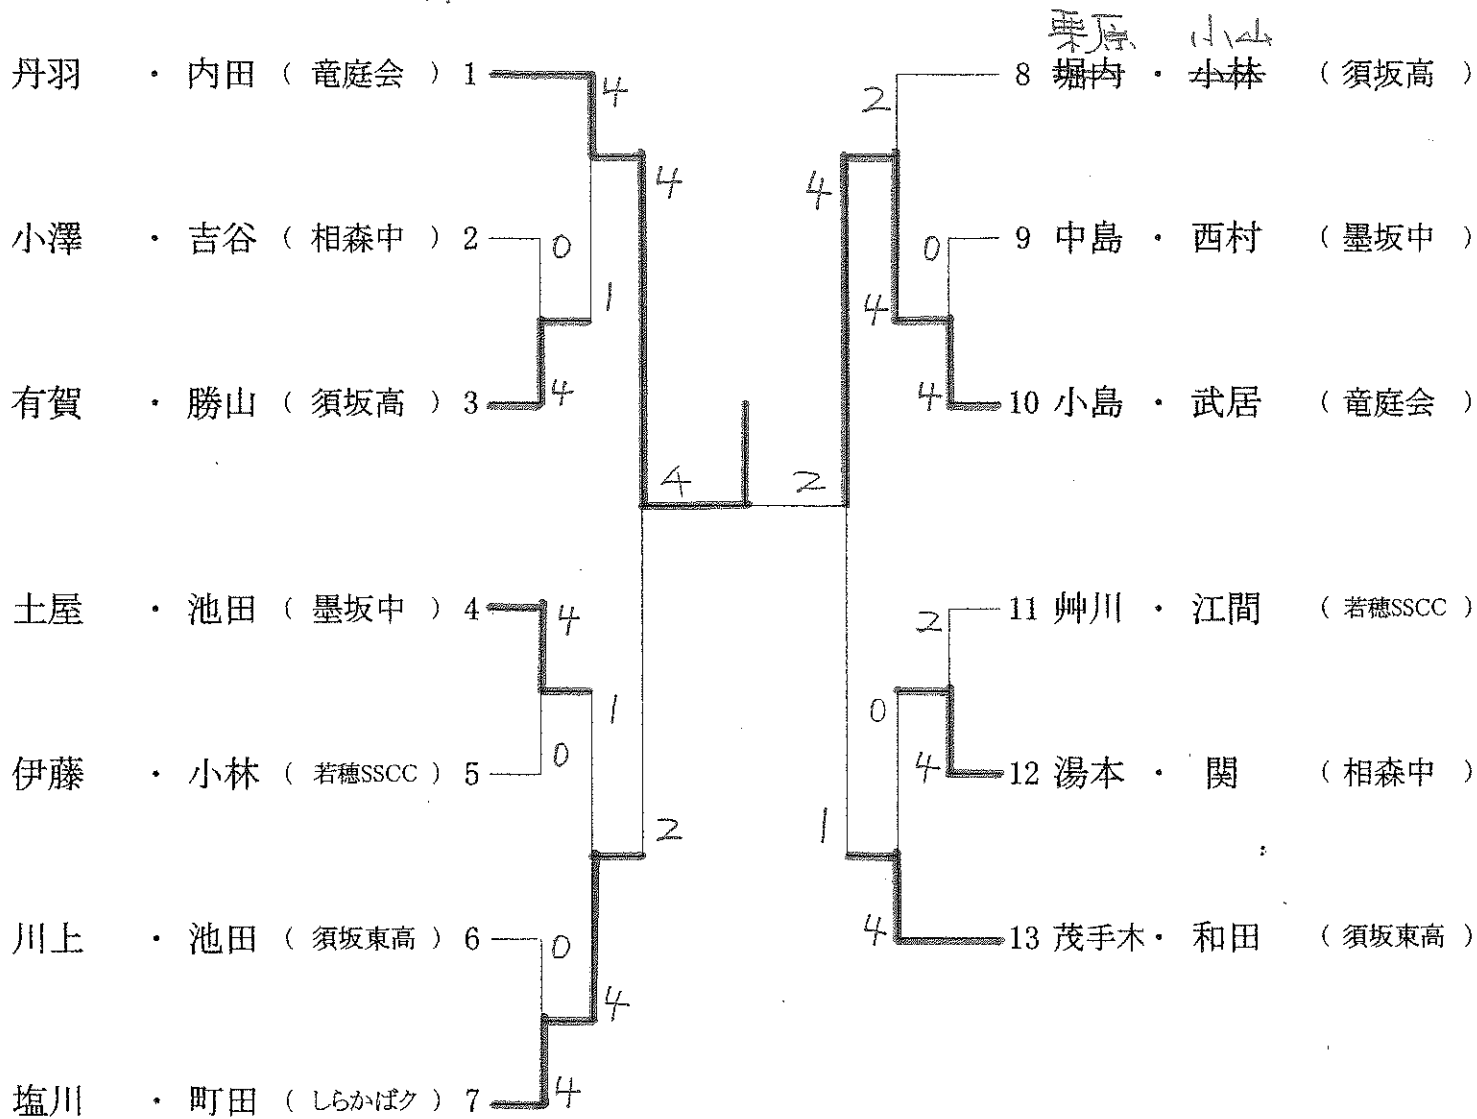 栗原 小山
丹羽 ・ 内田 ( 竜庭会 ) 1
4
8 堀内 ・ 小林 ( 須坂高 )
2
4
4
小澤 ・ 吉谷 ( 相森中 ) 2
0
9 中島 ・ 西村 ( 墨坂中 )
0
1
4
有賀 ・ 勝山 ( 須坂高 ) 3
4
10 小島 ・ 武居 ( 竜庭会 )
4
4
2
土屋 ・ 池田 ( 墨坂中 ) 4
4
11 艸川 ・ 江間 ( 若穂SSCC )
2
1
0
伊藤 ・ 小林 ( 若穂SSCC ) 5
0
12 湯本 ・ 関 ( 相森中 )
4
2
1
川上 ・ 池田 ( 須坂東高 ) 6
0
13 茂手木・ 和田 ( 須坂東高 )
4
4
塩川 ・ 町田 ( しらかばク ) 7
4